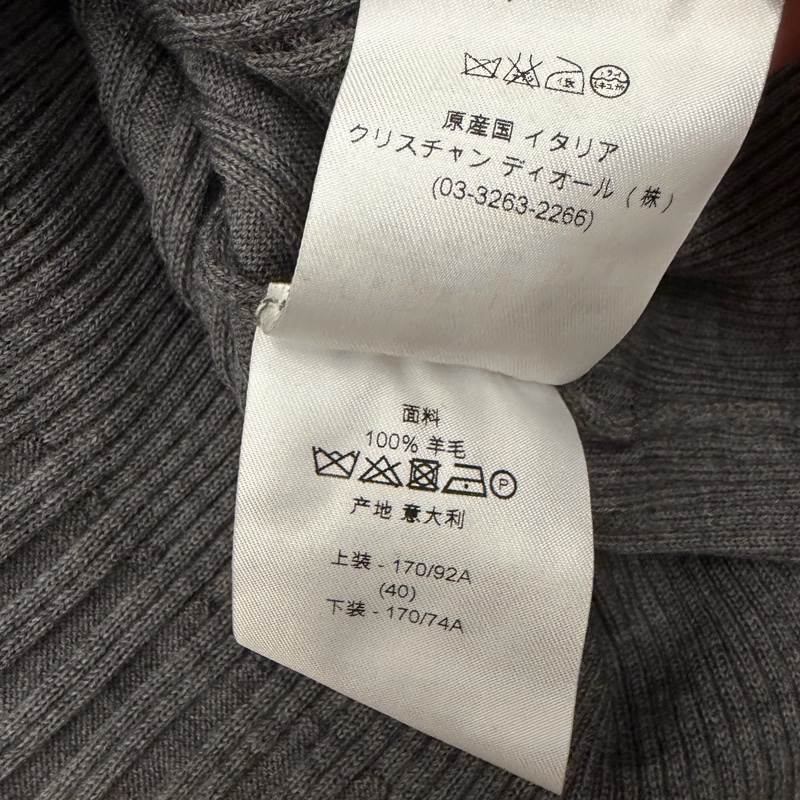 原産国 イタリア
クリスチャン ディオール (株)
(03-3263-2266)
面料
100% 羊毛
P
产地 意大利
上装 - 170/92A
(40)
下装 - 170/74A